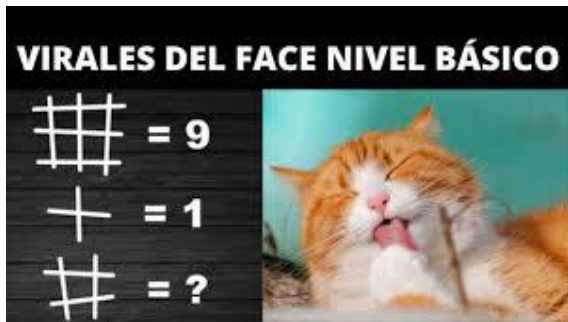 VIRALES DEL FACE NIVEL BÁSICO
= 9
= 1
= ?